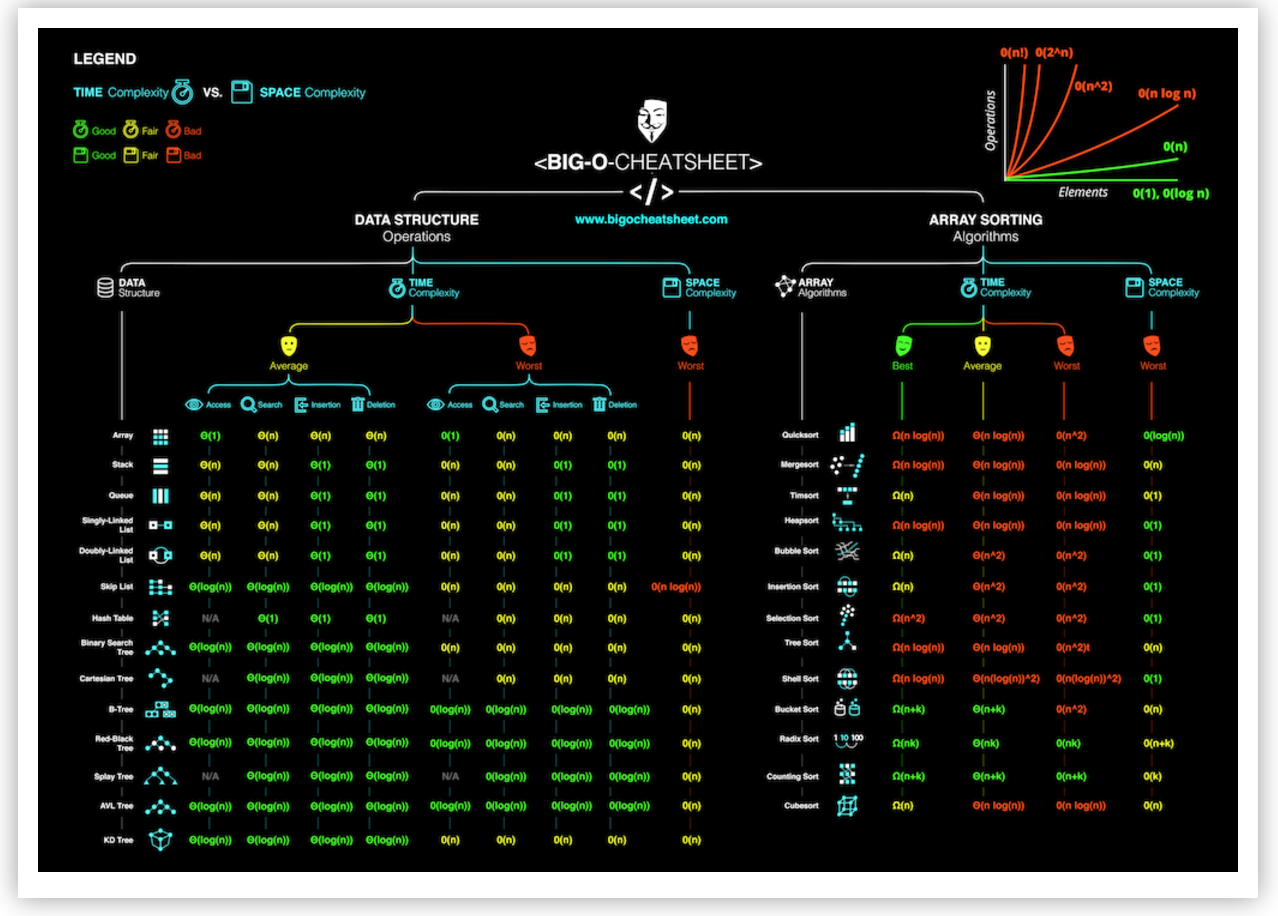 LEGEND
TIME Complexity VS. SPACE Complexity
Good Fair Bad
Good Fair Bad
<BIG-O-CHEATSHEET>
</>
www.bigocheatsheet.com
0(n!) 0(2^n)
0(n^2)
0(n log n)
0(n)
0(1), 0(log n)
Operations
Elements
DATA STRUCTURE
Operations
DATA
Structure
TIME
Complexity
SPACE
Complexity
Average Worst Worst
Access Search Insertion Deletion Access Search Insertion Deletion
Array Θ(1) Θ(n) Θ(n) Θ(n) 0(1) 0(n) 0(n) 0(n) 0(n)
Stack Θ(n) Θ(n) Θ(1) Θ(1) 0(n) 0(n) 0(1) 0(1) 0(n)
Queue Θ(n) Θ(n) Θ(1) Θ(1) 0(n) 0(n) 0(1) 0(1) 0(n)
Singly-Linked
List Θ(n) Θ(n) Θ(1) Θ(1) 0(n) 0(n) 0(1) 0(1) 0(n)
Doubly-Linked
List Θ(n) Θ(n) Θ(1) Θ(1) 0(n) 0(n) 0(1) 0(1) 0(n)
Skip List Θ(log(n)) Θ(log(n)) Θ(log(n)) Θ(log(n)) 0(n) 0(n) 0(n) 0(n) 0(n log(n))
Hash Table N/A Θ(1) Θ(1) Θ(1) N/A 0(n) 0(n) 0(n) 0(n)
Binary Search
Tree Θ(log(n)) Θ(log(n)) Θ(log(n)) Θ(log(n)) 0(n) 0(n) 0(n) 0(n) 0(n)
Cartesian Tree N/A Θ(log(n)) Θ(log(n)) Θ(log(n)) N/A 0(n) 0(n) 0(n) 0(n)
B-Tree Θ(log(n)) Θ(log(n)) Θ(log(n)) Θ(log(n)) 0(log(n)) 0(log(n)) 0(log(n)) 0(log(n)) 0(n)
Red-Black
Tree Θ(log(n)) Θ(log(n)) Θ(log(n)) Θ(log(n)) 0(log(n)) 0(log(n)) 0(log(n)) 0(log(n)) 0(n)
Splay Tree N/A Θ(log(n)) Θ(log(n)) Θ(log(n)) N/A 0(log(n)) 0(log(n)) 0(log(n)) 0(n)
AVL Tree Θ(log(n)) Θ(log(n)) Θ(log(n)) Θ(log(n)) 0(log(n)) 0(log(n)) 0(log(n)) 0(log(n)) 0(n)
KD Tree Θ(log(n)) Θ(log(n)) Θ(log(n)) Θ(log(n)) 0(n) 0(n) 0(n) 0(n) 0(n)
ARRAY SORTING
Algorithms
ARRAY
Algorithms
TIME
Complexity
SPACE
Complexity
Best Average Worst Worst
Quicksort Ω(n log(n)) Θ(n log(n)) 0(n^2) 0(log(n))
Mergesort Ω(n log(n)) Θ(n log(n)) 0(n log(n)) 0(n)
Timsort Ω(n) Θ(n log(n)) 0(n log(n)) 0(1)
Heapsort Ω(n log(n)) Θ(n log(n)) 0(n log(n)) 0(1)
Bubble Sort Ω(n) Θ(n^2) 0(n^2) 0(1)
Insertion Sort Ω(n) Θ(n^2) 0(n^2) 0(1)
Selection Sort Ω(n^2) Θ(n^2) 0(n^2) 0(1)
Tree Sort Ω(n log(n)) Θ(n log(n)) 0(n^2)t 0(n)
Shell Sort Ω(n log(n)) Θ(n(log(n))^2) 0(n(log(n))^2) 0(1)
Bucket Sort Ω(n+k) Θ(n+k) 0(n^2) 0(n)
Radix Sort 1 10 100 Ω(nk) Θ(nk) 0(nk) 0(n+k)
Counting Sort Ω(n+k) Θ(n+k) 0(n+k) 0(k)
Cubesort Ω(n) Θ(n log(n)) 0(n log(n)) 0(n)